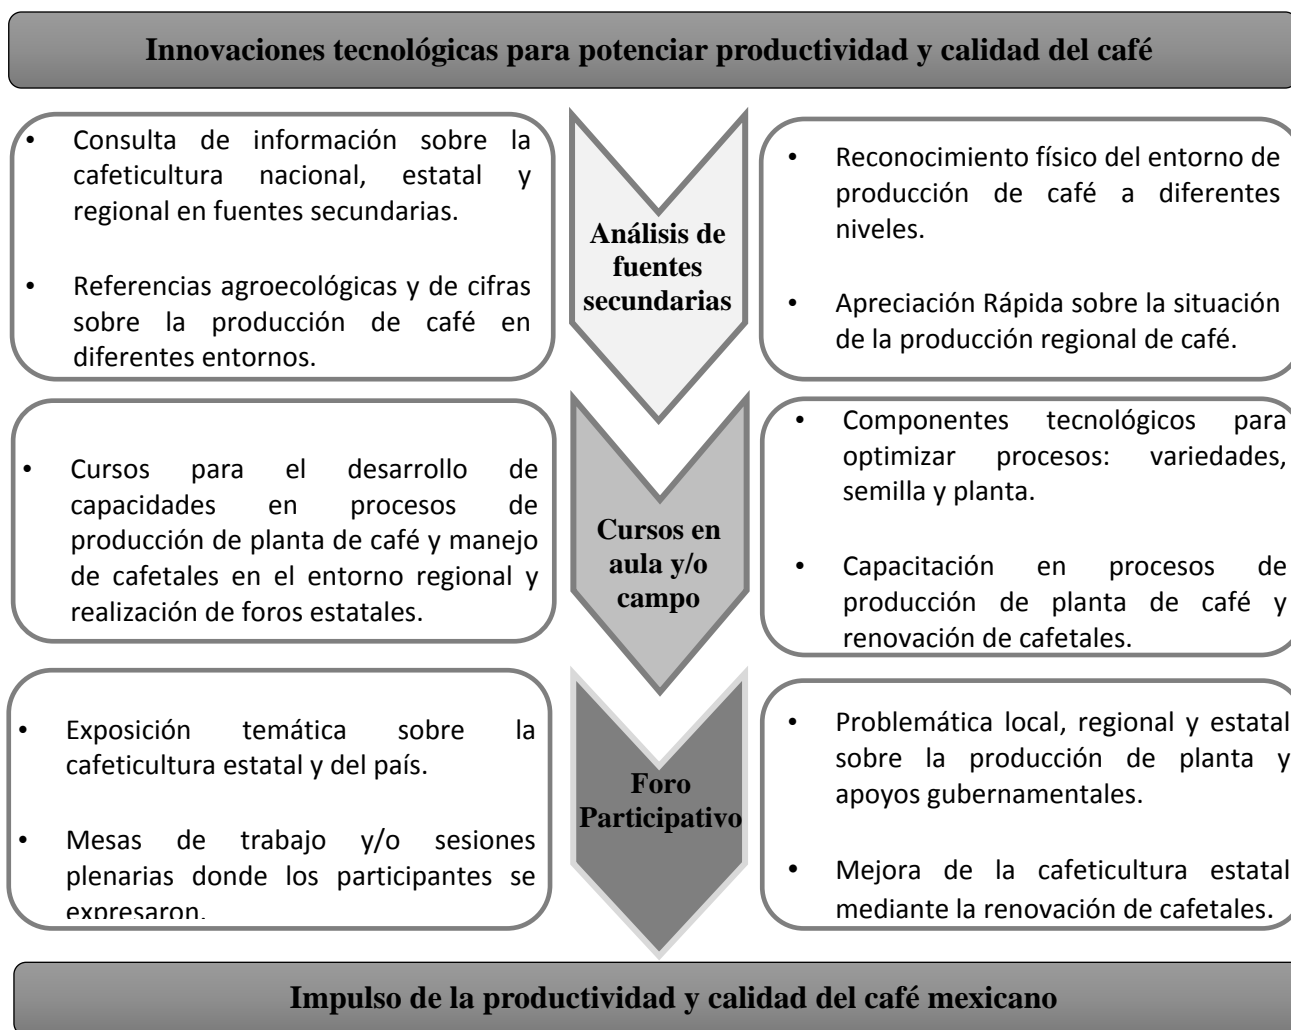 Innovaciones tecnológicas para potenciar productividad y calidad del café
• Consulta de información sobre la
cafeticultura nacional, estatal y
regional en fuentes secundarias.
• Referencias agroecológicas y de cifras
sobre la producción de café en
diferentes entornos.
Análisis de
fuentes
secundarias
• Reconocimiento físico del entorno de
producción de café a diferentes
niveles.
• Apreciación Rápida sobre la situación
de la producción regional de café.
• Cursos para el desarrollo de
capacidades en procesos de
producción de planta de café y manejo
de cafetales en el entorno regional y
realización de foros estatales.
Cursos en
aula y/o
campo
• Componentes tecnológicos para
optimizar procesos: variedades,
semilla y planta.
• Capacitación en procesos de
producción de planta de café y
renovación de cafetales.
• Exposición temática sobre la
cafeticultura estatal y del país.
• Mesas de trabajo y/o sesiones
plenarias donde los participantes se
expresaron.
Foro
Participativo
• Problemática local, regional y estatal
sobre la producción de planta y
apoyos gubernamentales.
• Mejora de la cafeticultura estatal
mediante la renovación de cafetales.
Impulso de la productividad y calidad del café mexicano